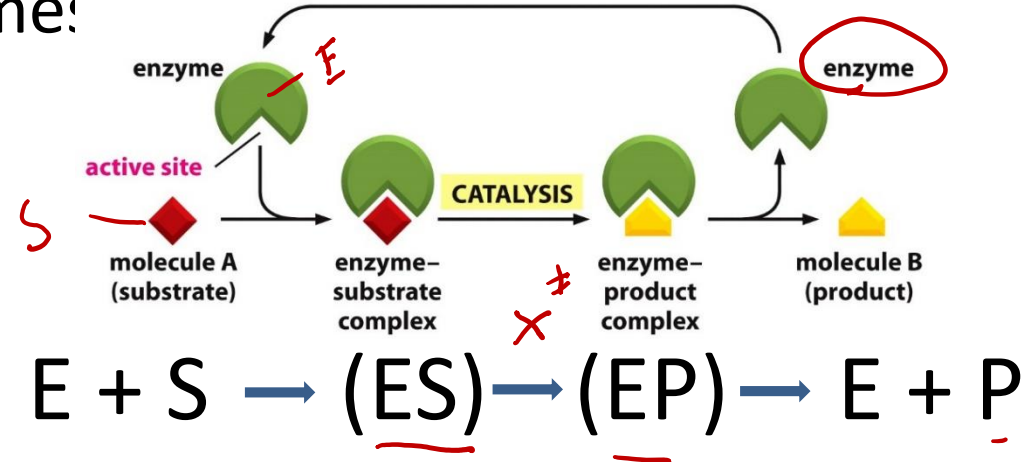 enzyme
E
enzyme
active site
S
CATALYSIS
molecule A
(substrate)
enzyme–
substrate
complex
enzyme–
product
complex
molecule B
(product)
X ‡
E + S → (ES) → (EP) → E + P